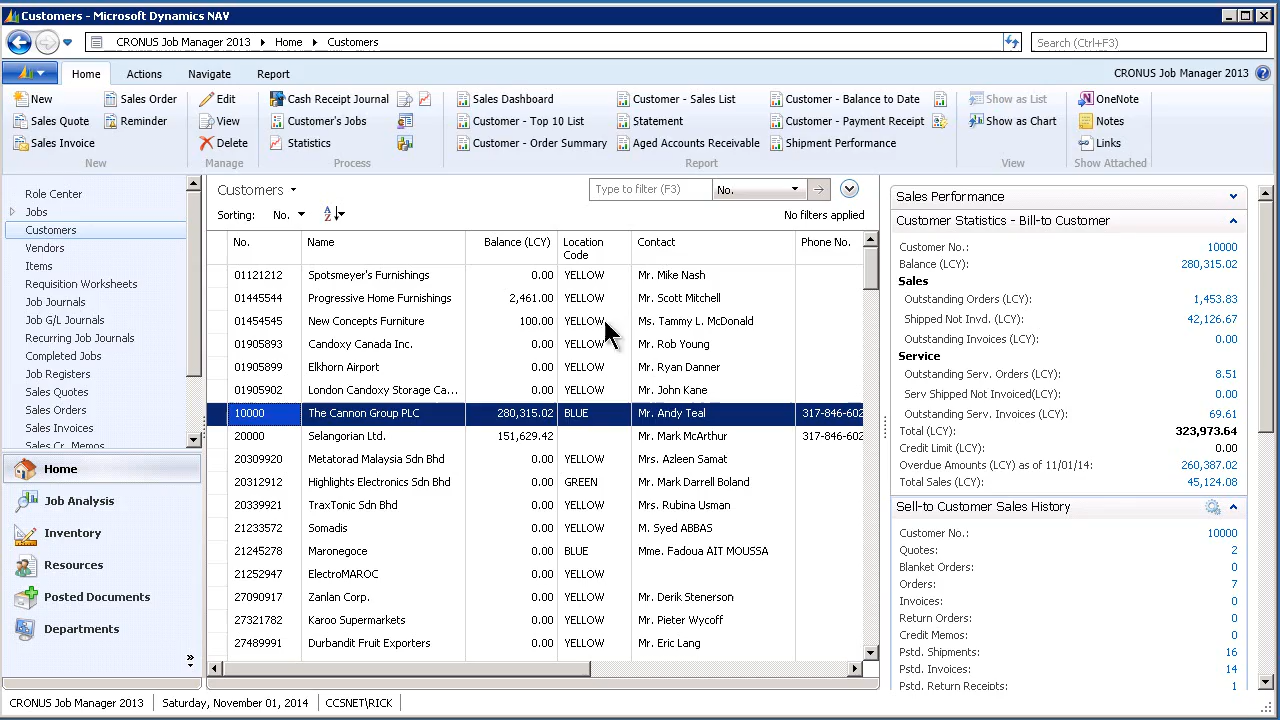 Customers - Microsoft Dynamics NAV
CRONUS Job Manager 2013 Home Customers
Search (Ctrl+F3)
Home Actions Navigate Report
CRONUS Job Manager 2013
New Sales Order
Sales Quote Reminder
Sales Invoice
New
Edit
View
Delete
Manage
Cash Receipt Journal
Customer's Jobs
Statistics
Process
Sales Dashboard Customer - Sales List Customer - Balance to Date
Customer - Top 10 List Statement Customer - Payment Receipt
Customer - Order Summary Aged Accounts Receivable Shipment Performance
Report
Show as List
Show as Chart
View
OneNote
Notes
Links
Show Attached
Role Center
Jobs
Customers
Vendors
Items
Requisition Worksheets
Job Journals
Job G/L Journals
Recurring Job Journals
Completed Jobs
Job Registers
Sales Quotes
Sales Orders
Sales Invoices
Sales Cr. Memos
Home
Job Analysis
Inventory
Resources
Posted Documents
Departments
Customers
Type to filter (F3) No.
Sorting: No. No filters applied
No. Name Balance (LCY) Location Code Contact Phone No.
01121212 Spotsmeyer's Furnishings 0.00 YELLOW Mr. Mike Nash
01445544 Progressive Home Furnishings 2,461.00 YELLOW Mr. Scott Mitchell
01454545 New Concepts Furniture 100.00 YELLOW Ms. Tammy L. McDonald
01905893 Candoxy Canada Inc. 0.00 YELLOW Mr. Rob Young
01905899 Elkhorn Airport 0.00 YELLOW Mr. Ryan Danner
01905902 London Candoxy Storage Ca... 0.00 YELLOW Mr. John Kane
10000 The Cannon Group PLC 280,315.02 BLUE Mr. Andy Teal 317-846-602
20000 Selangorian Ltd. 151,629.42 Mr. Mark McArthur 317-846-602
20309920 Metatorad Malaysia Sdn Bhd 0.00 YELLOW Mrs. Azleen Samat
20312912 Highlights Electronics Sdn Bhd 0.00 GREEN Mr. Mark Darrell Boland
20339921 TraxTonic Sdn Bhd 0.00 YELLOW Mrs. Rubina Usman
21233572 Somadis 0.00 YELLOW M. Syed ABBAS
21245278 Maronegoce 0.00 BLUE Mme. Fadoua AIT MOUSSA
21252947 ElectroMAROC 0.00 YELLOW
27090917 Zanlan Corp. 0.00 YELLOW Mr. Derik Stenerson
27321782 Karoo Supermarkets 0.00 YELLOW Mr. Pieter Wycoff
27489991 Durbandit Fruit Exporters 0.00 YELLOW Mr. Eric Lang
Sales Performance
Customer Statistics - Bill-to Customer
Customer No.: 10000
Balance (LCY): 280,315.02
Sales
Outstanding Orders (LCY): 1,453.83
Shipped Not Invd. (LCY): 42,126.67
Outstanding Invoices (LCY): 0.00
Service
Outstanding Serv. Orders (LCY): 8.51
Serv Shipped Not Invoiced(LCY): 0.00
Outstanding Serv. Invoices (LCY): 69.61
Total (LCY): 323,973.64
Credit Limit (LCY): 0.00
Overdue Amounts (LCY) as of 11/01/14: 260,387.02
Total Sales (LCY): 45,124.08
Sell-to Customer Sales History
Customer No.: 10000
Quotes: 2
Blanket Orders: 0
Orders: 7
Invoices: 0
Return Orders: 0
Credit Memos: 0
Pstd. Shipments: 16
Pstd. Invoices: 14
Pstd. Return Receipts: 1
CRONUS Job Manager 2013 Saturday, November 01, 2014 CCSNET\RICK